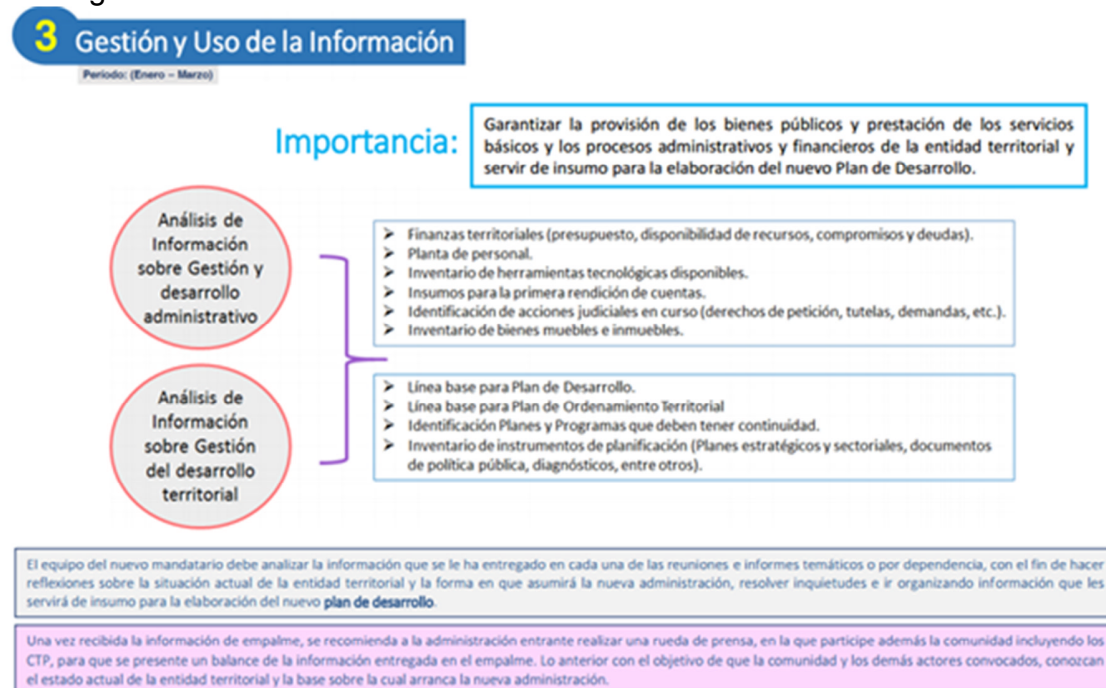 3 Gestión y Uso de la Información
Período: (Enero – Marzo)
Importancia:
Garantizar la provisión de los bienes públicos y prestación de los servicios
básicos y los procesos administrativos y financieros de la entidad territorial y
servir de insumo para la elaboración del nuevo Plan de Desarrollo.
Análisis de
Información
sobre Gestión y
desarrollo
administrativo
➢ Finanzas territoriales (presupuesto, disponibilidad de recursos, compromisos y deudas).
➢ Planta de personal.
➢ Inventario de herramientas tecnológicas disponibles.
➢ Insumos para la primera rendición de cuentas.
➢ Identificación de acciones judiciales en curso (derechos de petición, tutelas, demandas, etc.).
➢ Inventario de bienes muebles e inmuebles.
Análisis de
Información
sobre Gestión
del desarrollo
territorial
➢ Línea base para Plan de Desarrollo.
➢ Línea base para Plan de Ordenamiento Territorial
➢ Identificación Planes y Programas que deben tener continuidad.
➢ Inventario de instrumentos de planificación (Planes estratégicos y sectoriales, documentos
de política pública, diagnósticos, entre otros).
El equipo del nuevo mandatario debe analizar la información que se le ha entregado en cada una de las reuniones e informes temáticos o por dependencia, con el fin de hacer
reflexiones sobre la situación actual de la entidad territorial y la forma en que asumirá la nueva administración, resolver inquietudes e ir organizando información que les
servirá de insumo para la elaboración del nuevo plan de desarrollo.
Una vez recibida la información de empalme, se recomienda a la administración entrante realizar una rueda de prensa, en la que participe además la comunidad incluyendo los
CTP, para que se presente un balance de la información entregada en el empalme. Lo anterior con el objetivo de que la comunidad y los demás actores convocados, conozcan
el estado actual de la entidad territorial y la base sobre la cual arranca la nueva administración.